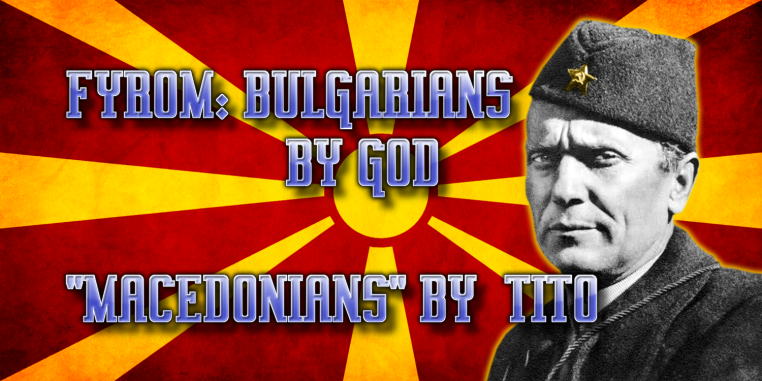 FYROM: BULGARIANS
BY GOD
"MACEDONIANS" BY TITO